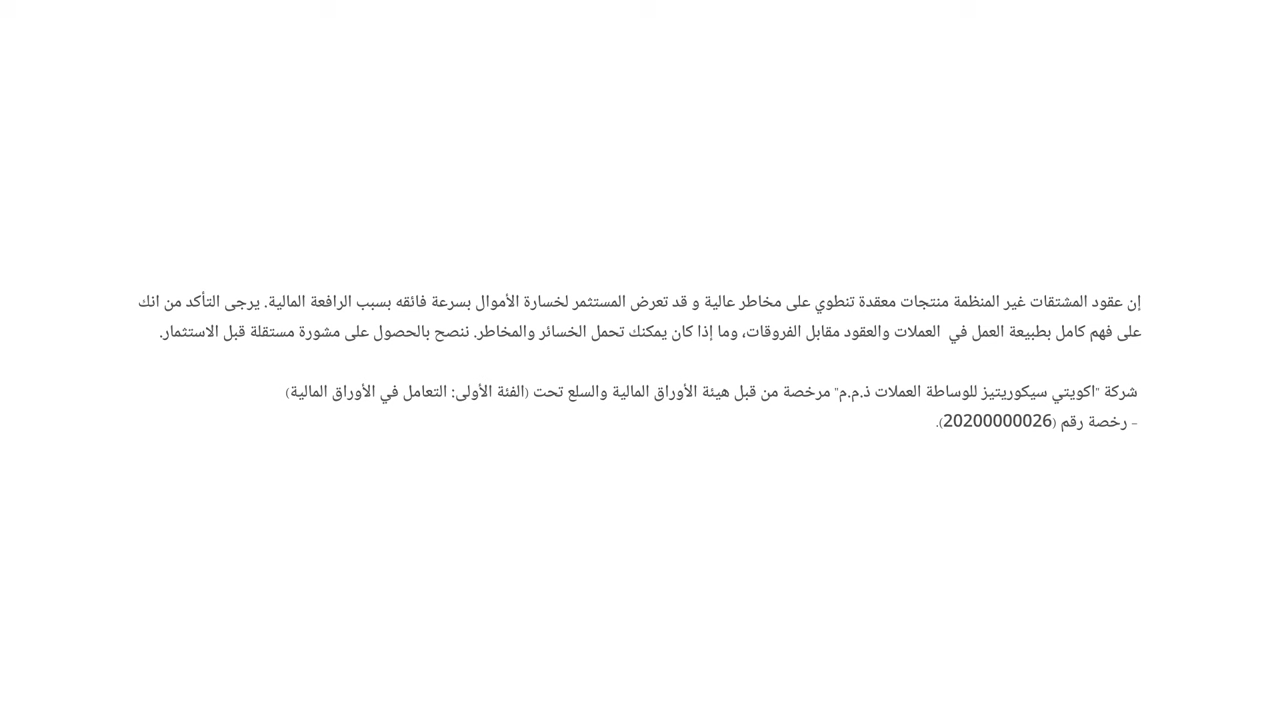 إن عقود المشتقات غير المنظمة منتجات معقدة تنطوي على مخاطر عالية و قد تعرض المستثمر لخسارة الأموال بسرعة فائقه بسبب الرافعة المالية. يرجى التأكد من انك
على فهم كامل بطبيعة العمل في العملات والعقود مقابل الفروقات، وما إذا كان يمكنك تحمل الخسائر والمخاطر. ننصح بالحصول على مشورة مستقلة قبل الاستثمار.
شركة "اكويتي سيكوريتيز للوساطة العملات ذ.م.م" مرخصة من قبل هيئة الأوراق المالية والسلع تحت (الفئة الأولى: التعامل في الأوراق المالية)
– رخصة رقم (20200000026).